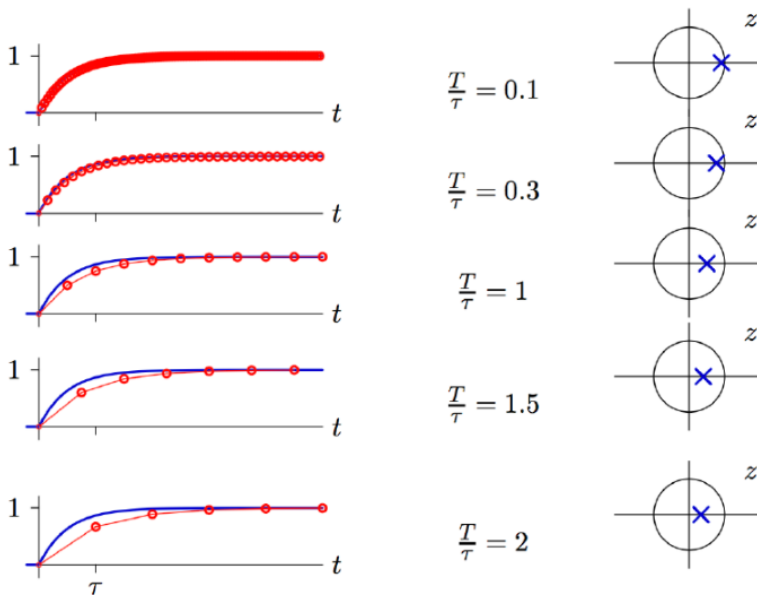 1 t T/τ = 0.1 z
1 t T/τ = 0.3 z
1 t T/τ = 1 z
1 t T/τ = 1.5 z
1 t T/τ = 2 z
τ